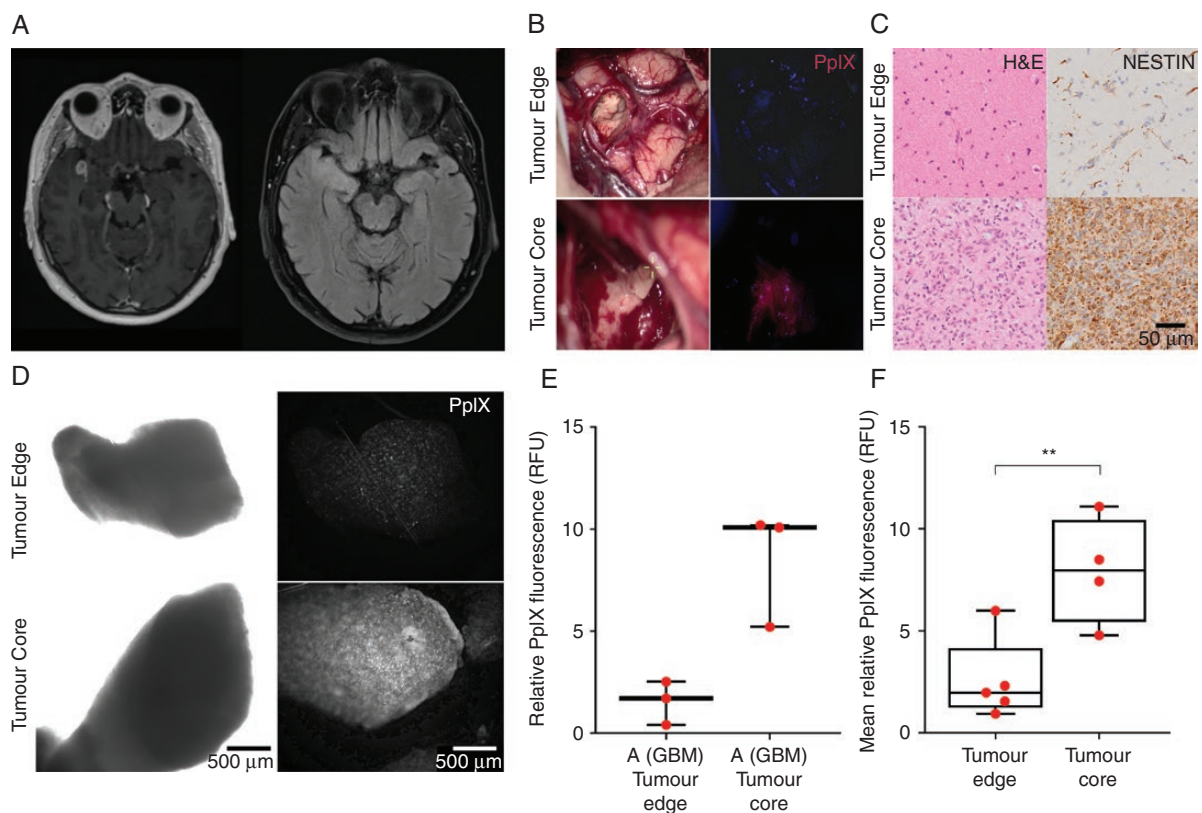 A
B
C
Tumour Edge
PpIX
Tumour Core
Tumour Edge
H&E
NESTIN
Tumour Core
50 µm
D
E
F
Tumour Edge
PpIX
Tumour Core
500 µm
500 µm
Relative PpIX fluorescence (RFU)
15
10
5
0
A (GBM)
Tumour
edge
A (GBM)
Tumour
core
Mean relative PpIX fluorescence (RFU)
15
10
5
0
**
Tumour
edge
Tumour
core